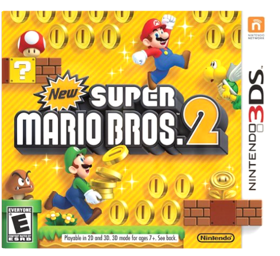 New
SUPER
MARIO BROS. 2
NINTENDO 3DS
EVERYONE
E
ESRB
Playable in 2D and 3D. 3D mode for ages 7+. See back.
Nintendo